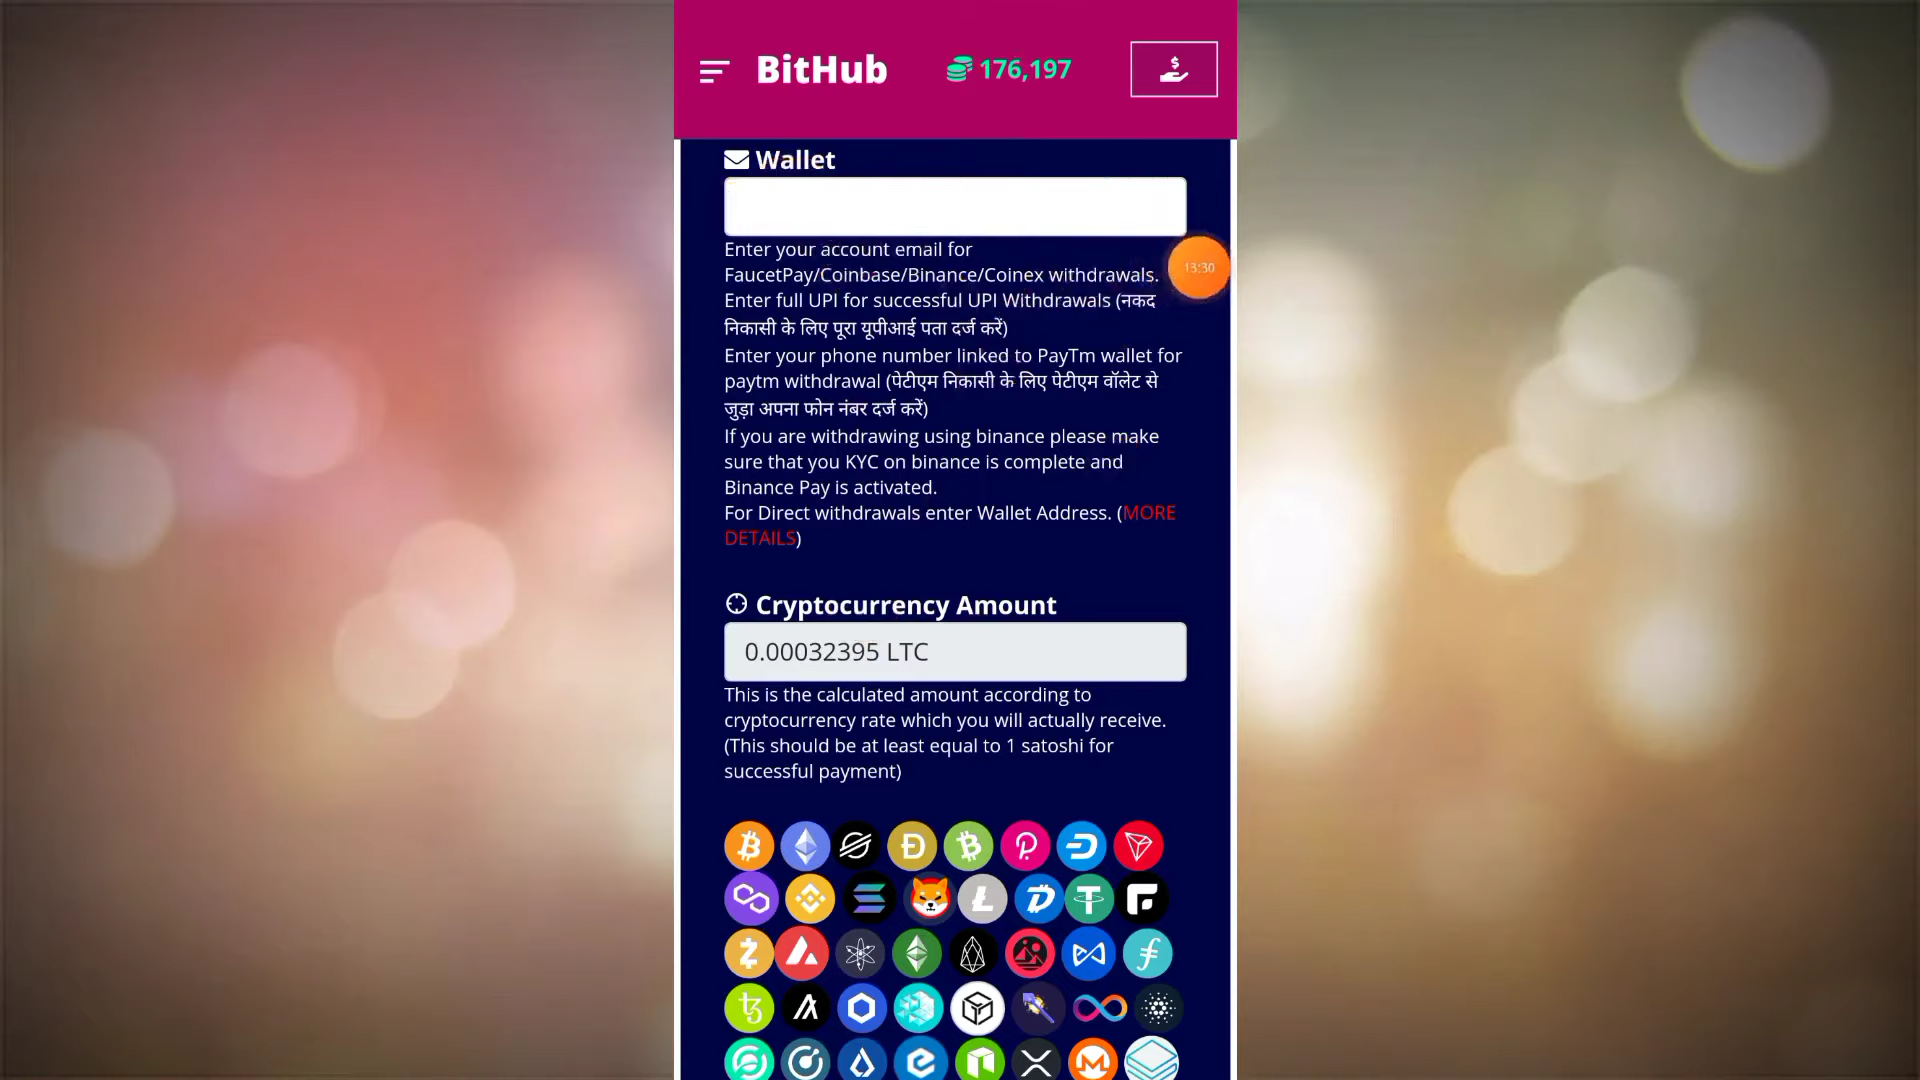 BitHub
176,197
Wallet
Enter your account email for
FaucetPay/Coinbase/Binance/Coinex withdrawals.
13:30
Enter full UPI for successful UPI Withdrawals (नकद
निकासी के लिए पूरा यूपीआई पता दर्ज करें)
Enter your phone number linked to PayTm wallet for
paytm withdrawal (पेटीएम निकासी के लिए पेटीएम वॉलेट से
जुड़ा अपना फोन नंबर दर्ज करें)
If you are withdrawing using binance please make
sure that you KYC on binance is complete and
Binance Pay is activated.
For Direct withdrawals enter Wallet Address. (MORE
DETAILS)
Cryptocurrency Amount
0.00032395 LTC
This is the calculated amount according to
cryptocurrency rate which you will actually receive.
(This should be at least equal to 1 satoshi for
successful payment)